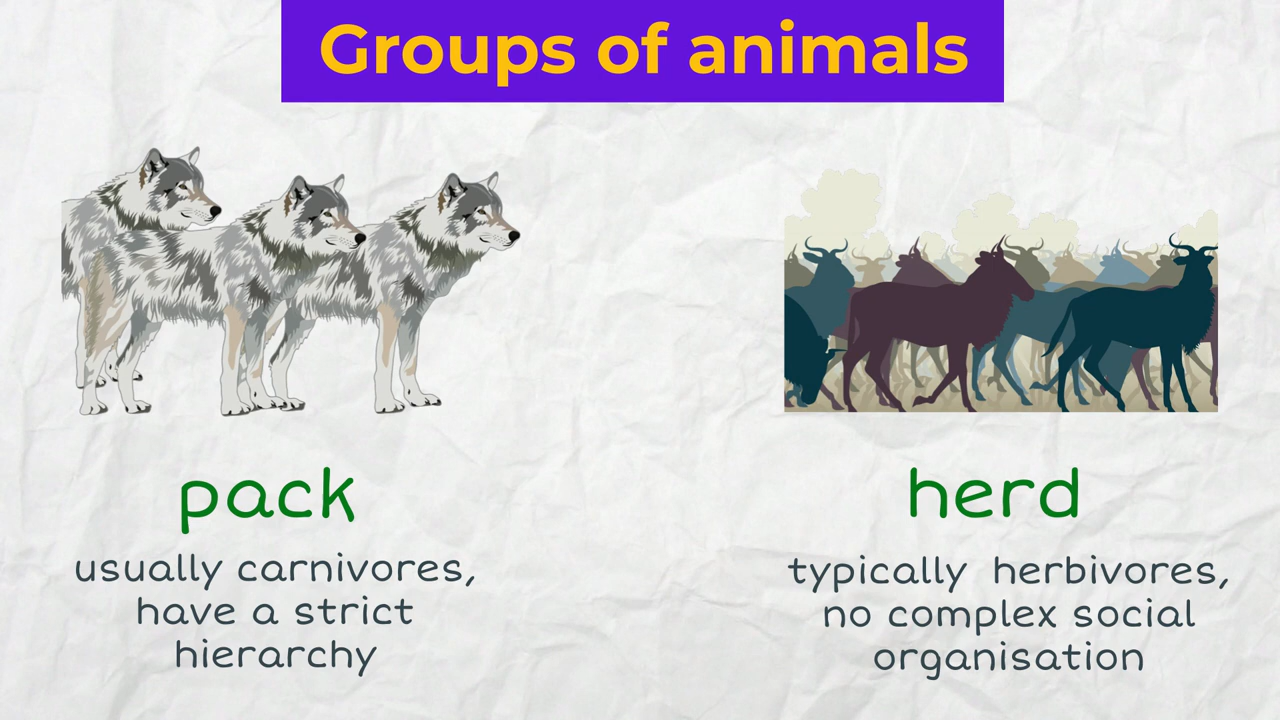 Groups of animals
pack
usually carnivores,
have a strict
hierarchy
herd
typically herbivores,
no complex social
organisation